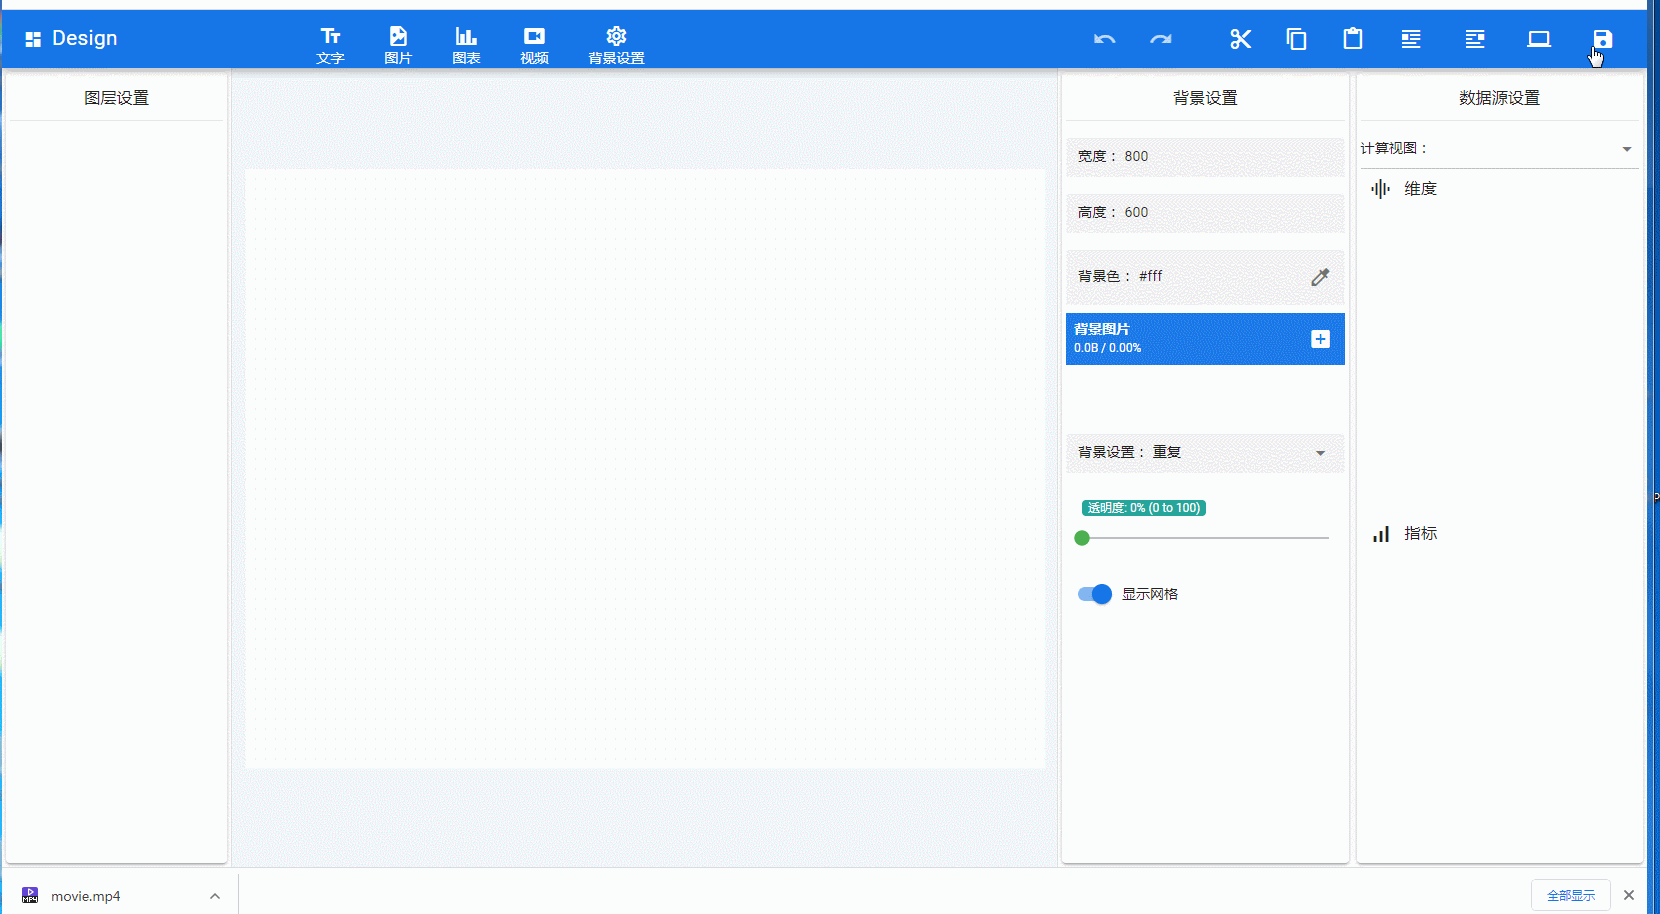 Design
文字
图片
图表
视频
背景设置
图层设置
背景设置
宽度： 800
高度： 600
背景色： #fff
背景图片
0.0B / 0.00%
背景设置： 重复
透明度: 0% (0 to 100)
显示网格
数据源设置
计算视图：
维度
指标
MP4
movie.mp4
全部显示